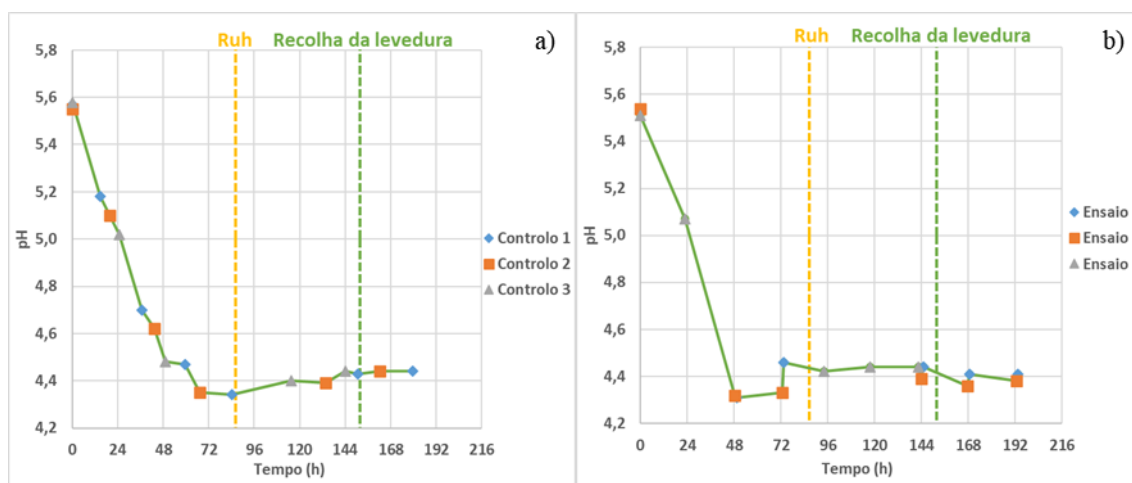 Ruh
Recolha da levedura
a)
5,8
5,6
5,4
5,2
5,0
4,8
4,6
4,4
4,2
pH
0
24
48
72
96
120
144
168
192
216
Tempo (h)
Controlo 1
Controlo 2
Controlo 3
Ruh
Recolha da levedura
b)
5,8
5,6
5,4
5,2
5,0
4,8
4,6
4,4
4,2
pH
0
24
48
72
96
120
144
168
192
216
Tempo (h)
Ensaio
Ensaio
Ensaio